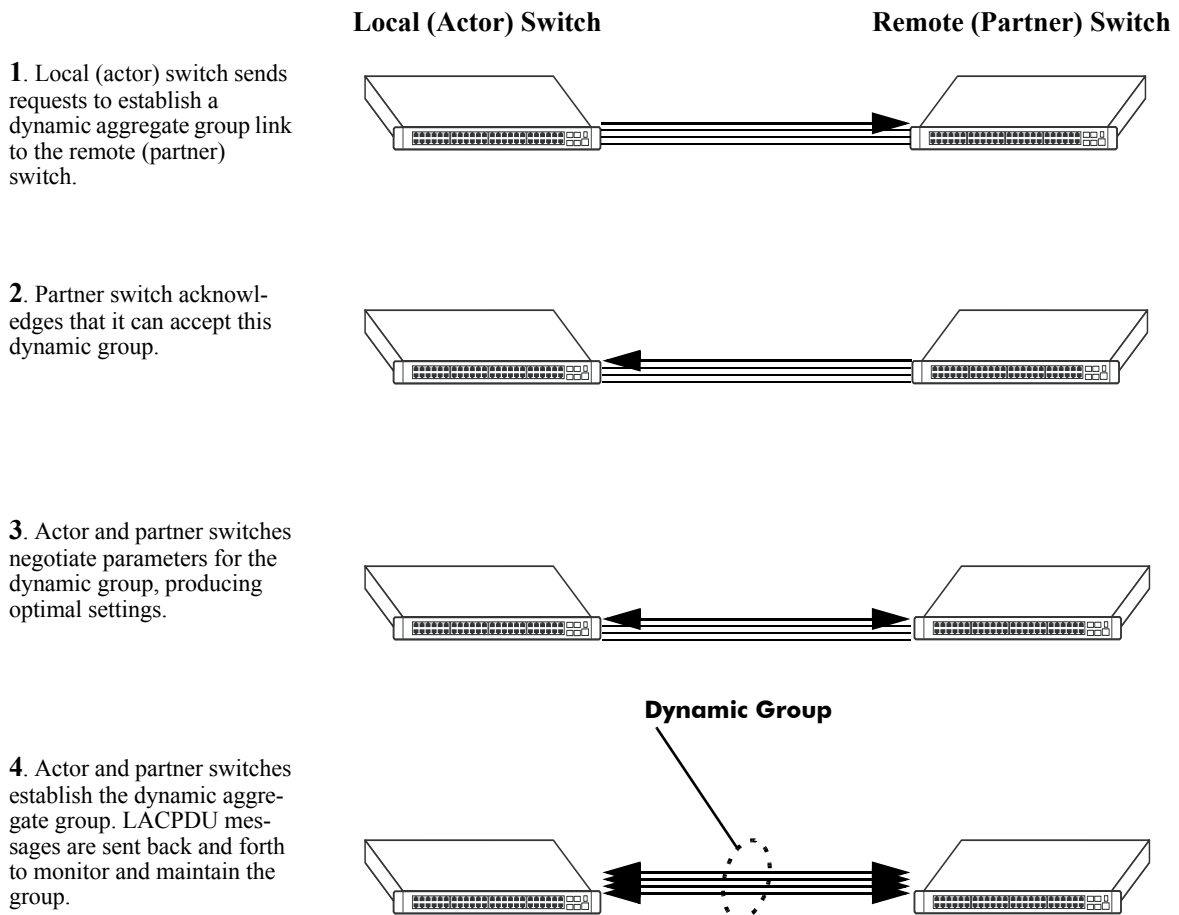 Local (Actor) Switch
Remote (Partner) Switch
1. Local (actor) switch sends
requests to establish a
dynamic aggregate group link
to the remote (partner)
switch.
2. Partner switch acknowl-
edges that it can accept this
dynamic group.
3. Actor and partner switches
negotiate parameters for the
dynamic group, producing
optimal settings.
Dynamic Group
4. Actor and partner switches
establish the dynamic aggre-
gate group. LACPDU mes-
sages are sent back and forth
to monitor and maintain the
group.